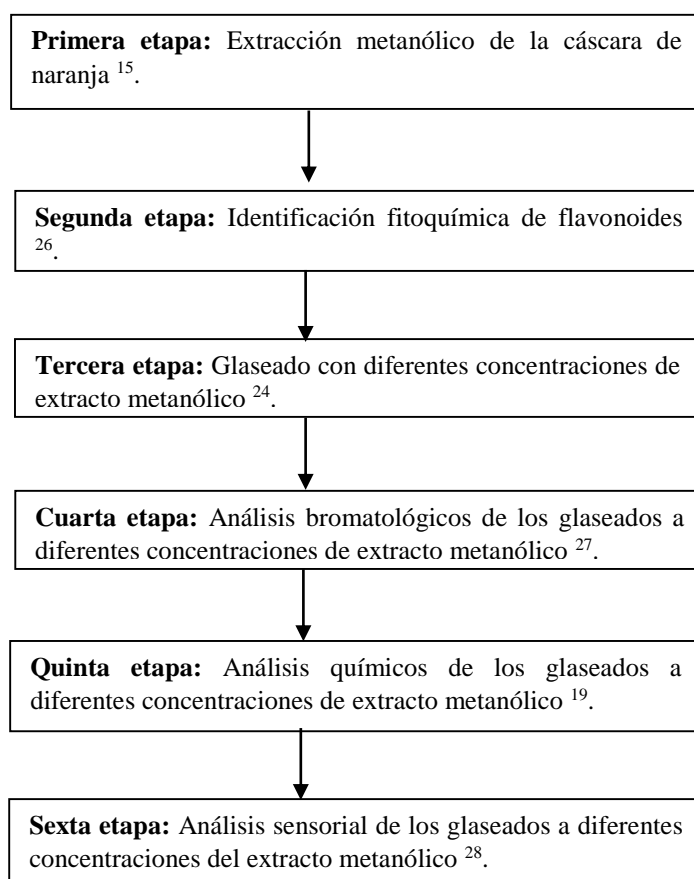 Primera etapa: Extracción metanólico de la cáscara de
naranja 15.
Segunda etapa: Identificación fitoquímica de flavonoides
26.
Tercera etapa: Glaseado con diferentes concentraciones de
extracto metanólico 24.
Cuarta etapa: Análisis bromatológicos de los glaseados a
diferentes concentraciones de extracto metanólico 27.
Quinta etapa: Análisis químicos de los glaseados a
diferentes concentraciones de extracto metanólico 19.
Sexta etapa: Análisis sensorial de los glaseados a diferentes
concentraciones del extracto metanólico 28.